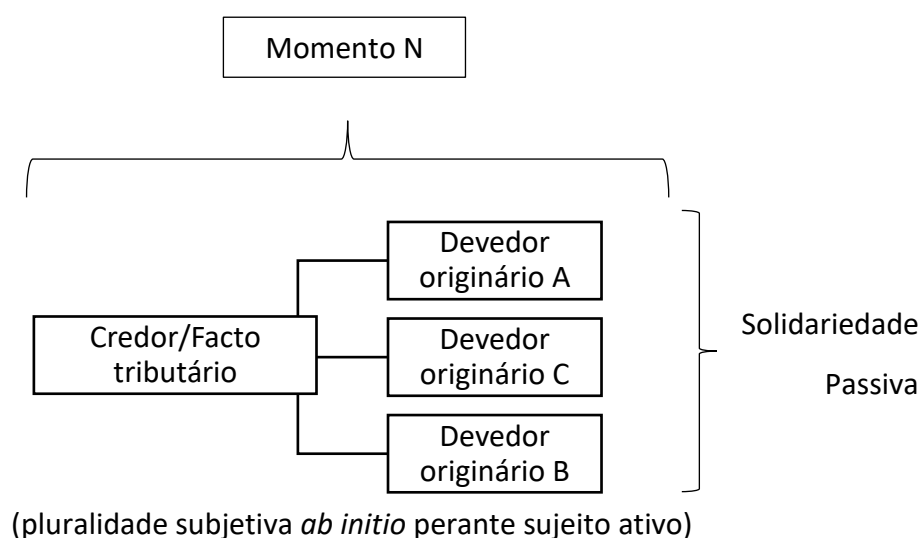 Momento N
Devedor
originário A
Credor/Facto
tributário
Devedor
originário C
Devedor
originário B
Solidariedade
Passiva
(pluralidade subjetiva ab initio perante sujeito ativo)